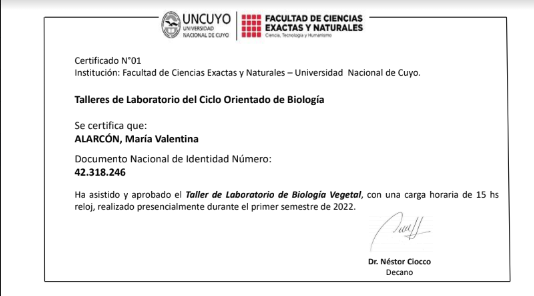 UNCUYO
UNIVERSIDAD
NACIONAL DE CUYO
FACULTAD DE CIENCIAS
EXACTAS Y NATURALES
Ciencia, Tecnología y Humanismo
Certificado N°01
Institución: Facultad de Ciencias Exactas y Naturales – Universidad Nacional de Cuyo.
Talleres de Laboratorio del Ciclo Orientado de Biología
Se certifica que:
ALARCÓN, María Valentina
Documento Nacional de Identidad Número:
42.318.246
Ha asistido y aprobado el Taller de Laboratorio de Biología Vegetal, con una carga horaria de 15 hs
reloj, realizado presencialmente durante el primer semestre de 2022.
Dr. Néstor Ciocco
Decano